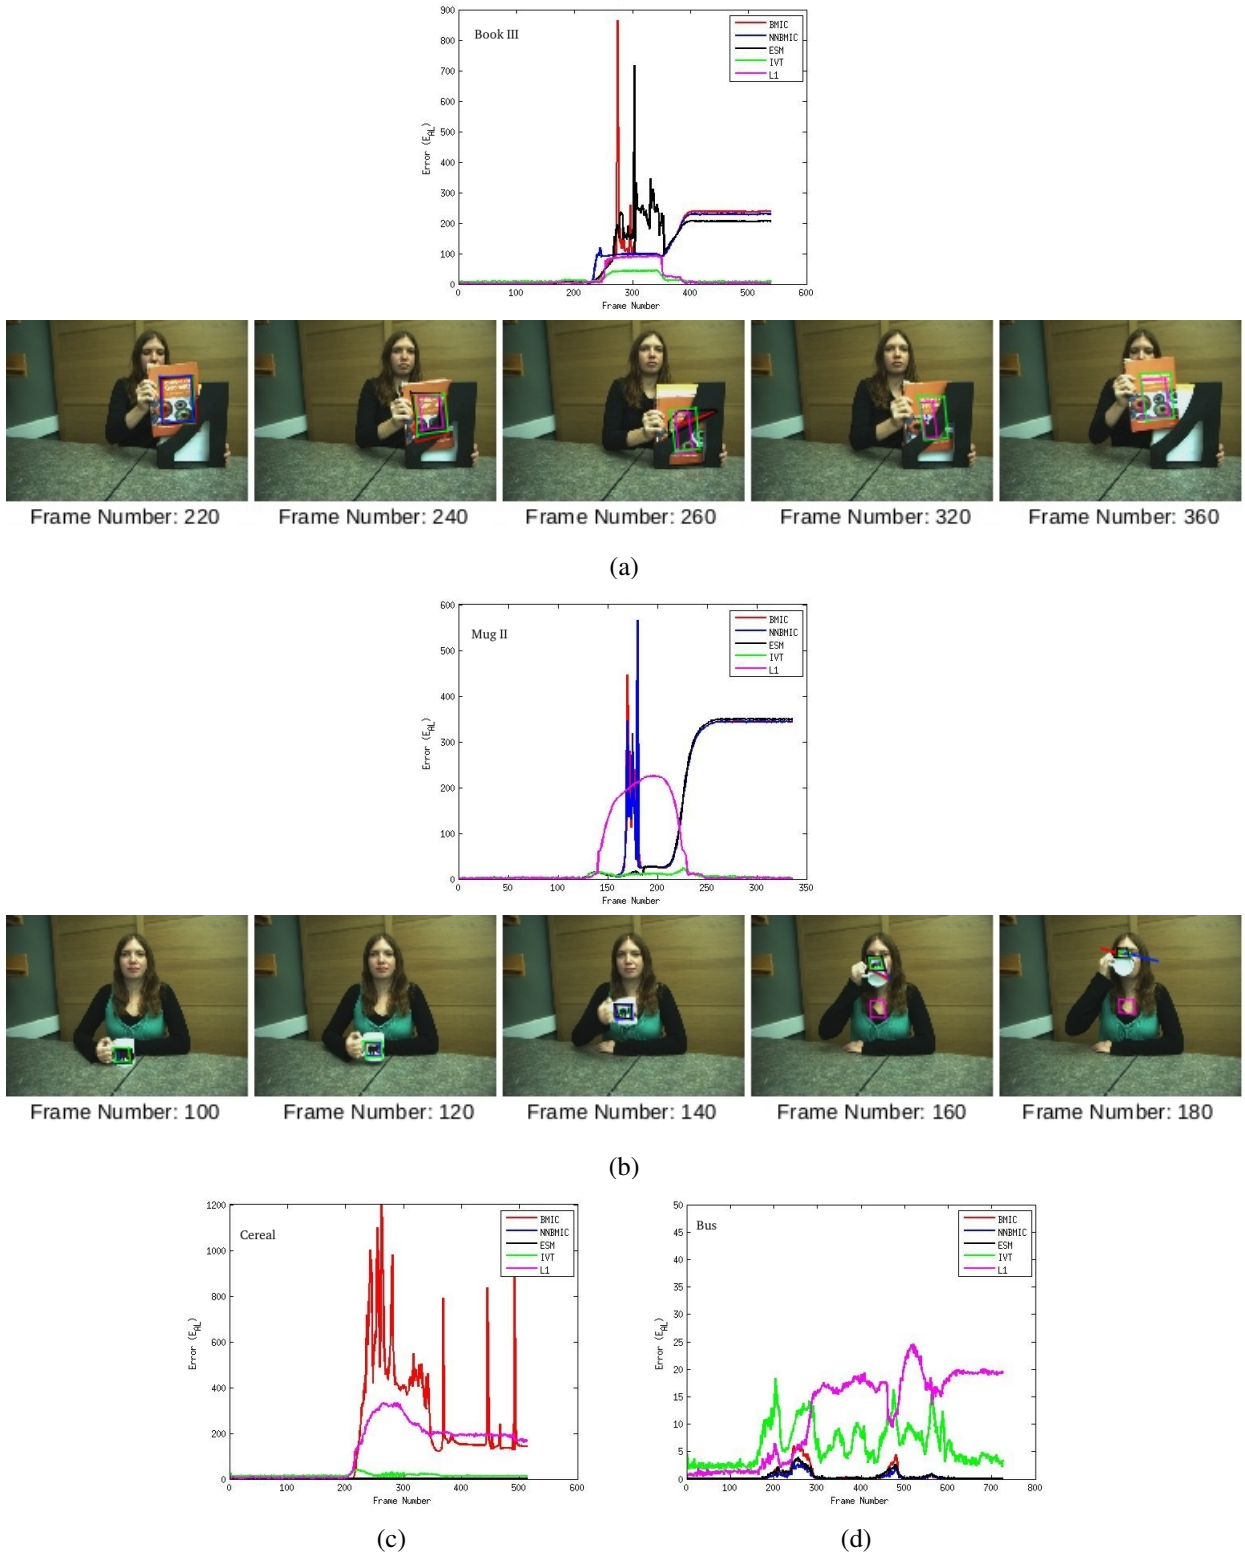 Book III
900
800
700
600
500
400
300
200
100
0
0 100 200 300 400 500 600
Error (E_AL)
Frame Number
BMIC
NNBMIC
ESM
IVT
L1
Frame Number: 220
Frame Number: 240
Frame Number: 260
Frame Number: 320
Frame Number: 360
(a)
Mug II
600
500
400
300
200
100
0
0 50 100 150 200 250 300 350
Error (E_AL)
Frame Number
BMIC
NNBMIC
ESM
IVT
L1
Frame Number: 100
Frame Number: 120
Frame Number: 140
Frame Number: 160
Frame Number: 180
(b)
Cereal
1200
1000
800
600
400
200
0
0 100 200 300 400 500 600
Error (E_AL)
Frame Number
BMIC
NNBMIC
ESM
IVT
L1
(c)
Bus
50
45
40
35
30
25
20
15
10
5
0
0 100 200 300 400 500 600 700 800
Error (E_AL)
Frame Number
BMIC
NNBMIC
ESM
IVT
L1
(d)